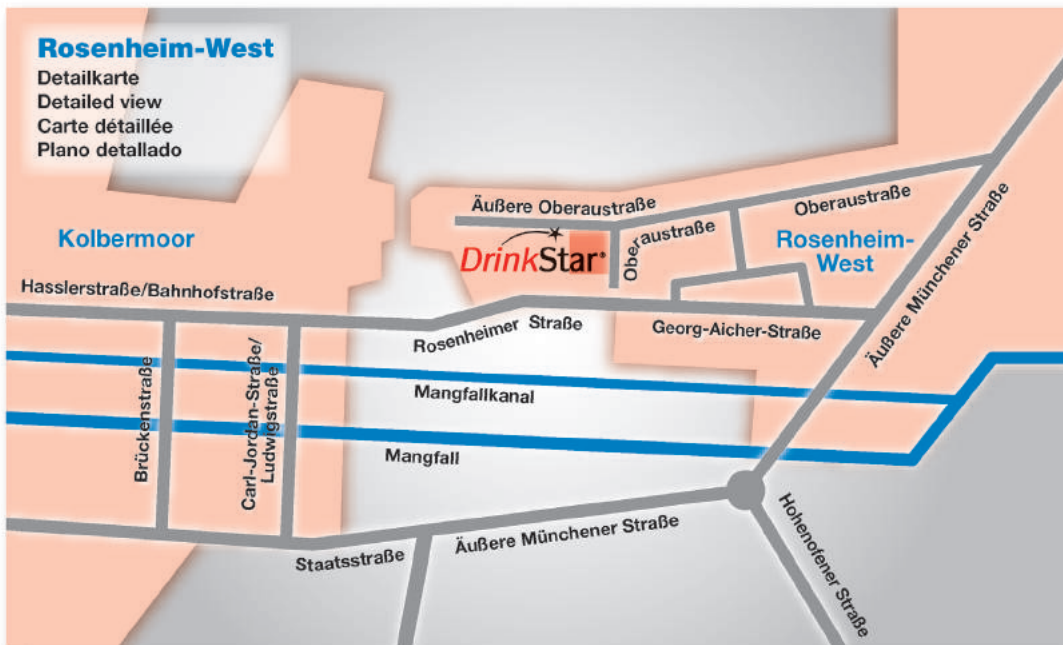 Rosenheim-West
Detailkarte
Detailed view
Carte détaillée
Plano detallado
Äußere Oberaustraße
Oberaustraße
Oberaustraße
Kolbermoor
DrinkStar®
Rosenheim-
West
Äußere Münchener Straße
Hasslerstraße/Bahnhofstraße
Rosenheimer Straße
Georg-Aicher-Straße
Brückenstraße
Carl-Jordan-Straße/
Ludwigstraße
Mangfallkanal
Mangfall
Staatsstraße
Äußere Münchener Straße
Hohenofener Straße